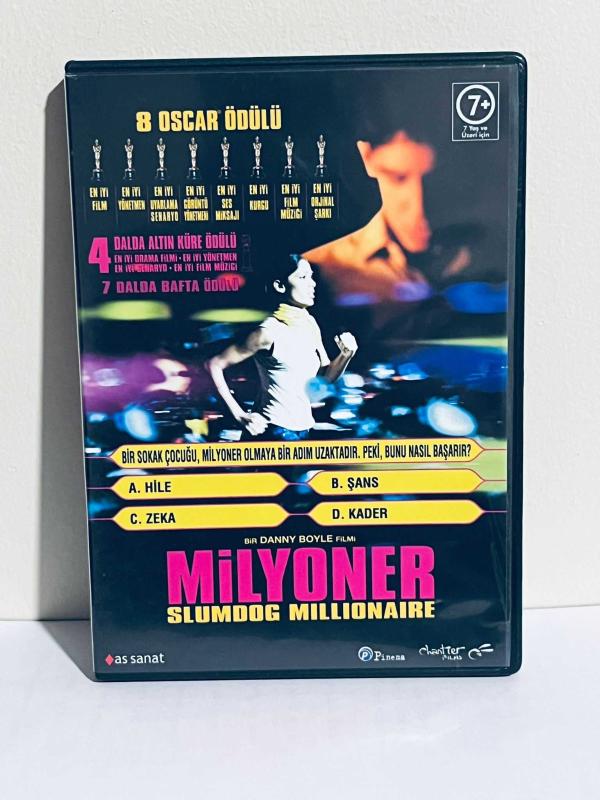 8 OSCAR® ÖDÜLÜ
7+
7 Yaş ve
Üzeri için
EN İYİ
FİLM
EN İYİ
YÖNETMEN
EN İYİ
UYARLAMA
SENARYO
EN İYİ
GÖRÜNTÜ
YÖNETMENİ
EN İYİ
SES
MİKSAJI
EN İYİ
KURGU
EN İYİ
FİLM
MÜZİĞİ
EN İYİ
ORJİNAL
ŞARKI
4 DALDA ALTIN KÜRE ÖDÜLÜ
EN İYİ DRAMA FİLMİ • EN İYİ YÖNETMEN
EN İYİ SENARYO • EN İYİ FİLM MÜZİĞİ
7 DALDA BAFTA ÖDÜLÜ
BİR SOKAK ÇOCUĞU, MİLYONER OLMAYA BİR ADIM UZAKTADIR. PEKİ, BUNU NASIL BAŞARIR?
A. HİLE
B. ŞANS
C. ZEKA
D. KADER
BİR DANNY BOYLE FİLMİ
MİLYONER
SLUMDOG MILLIONAIRE
as sanat
P Pinema
Chantier
FILMS